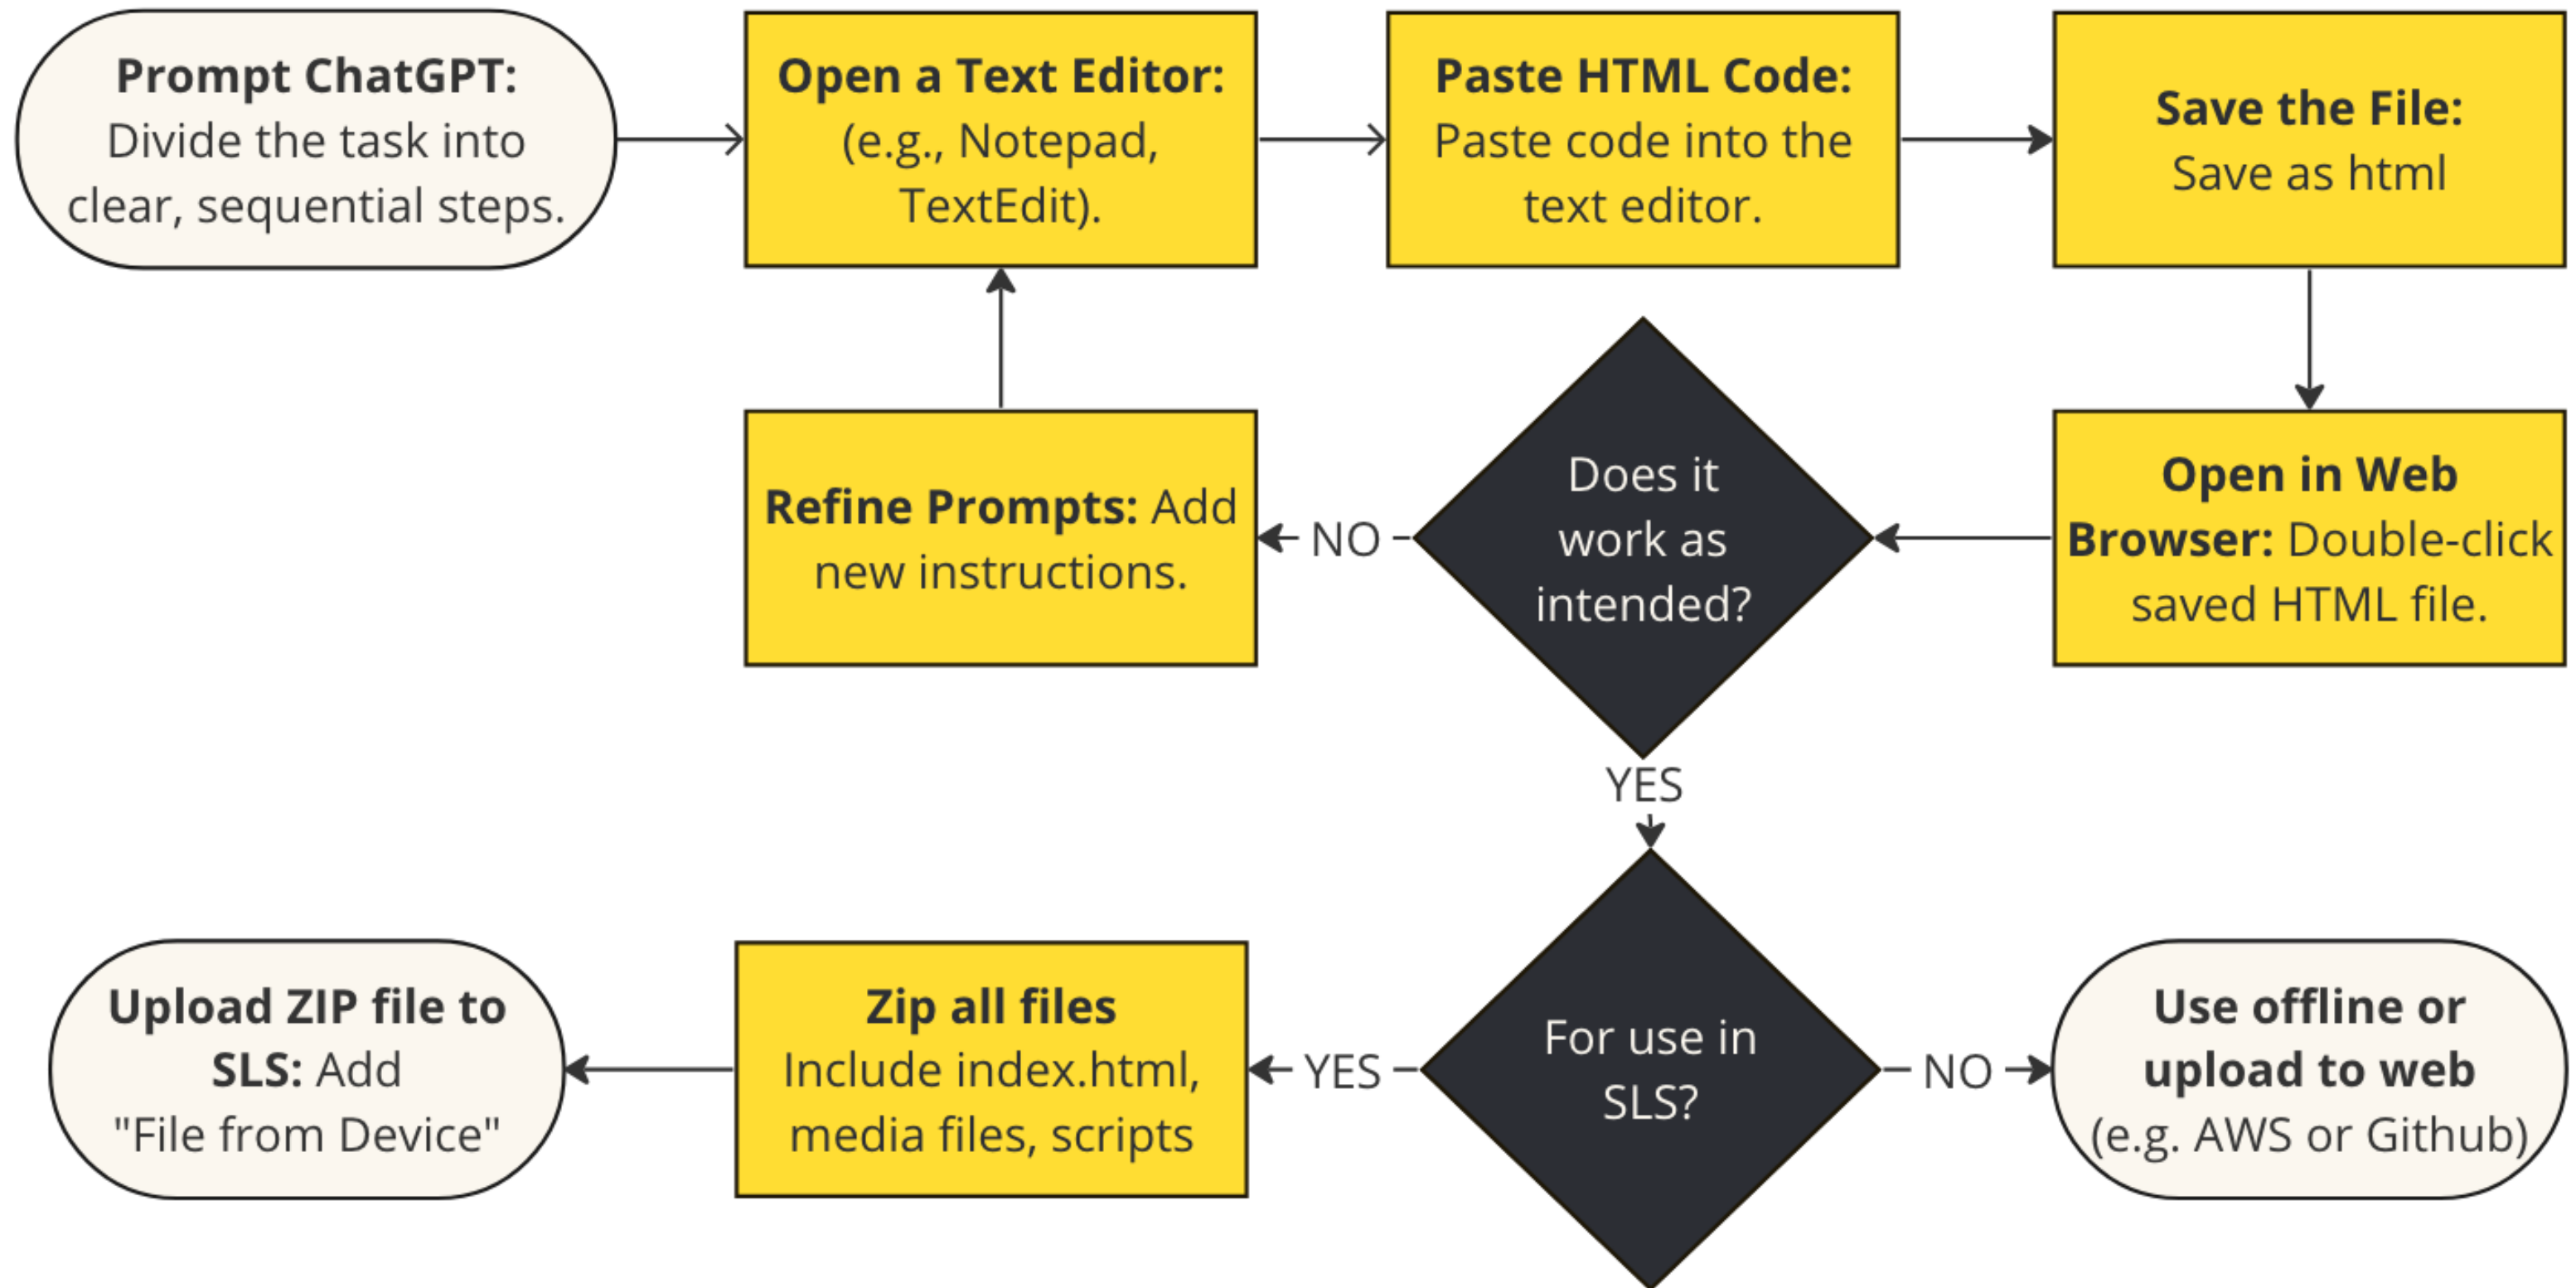 Prompt ChatGPT:
Divide the task into
clear, sequential steps.
Open a Text Editor:
(e.g., Notepad,
TextEdit).
Paste HTML Code:
Paste code into the
text editor.
Save the File:
Save as html
Open in Web
Browser: Double-click
saved HTML file.
Does it
work as
intended?
NO
Refine Prompts: Add
new instructions.
YES
For use in
SLS?
YES
Zip all files
Include index.html,
media files, scripts
Upload ZIP file to
SLS: Add
"File from Device"
NO
Use offline or
upload to web
(e.g. AWS or Github)